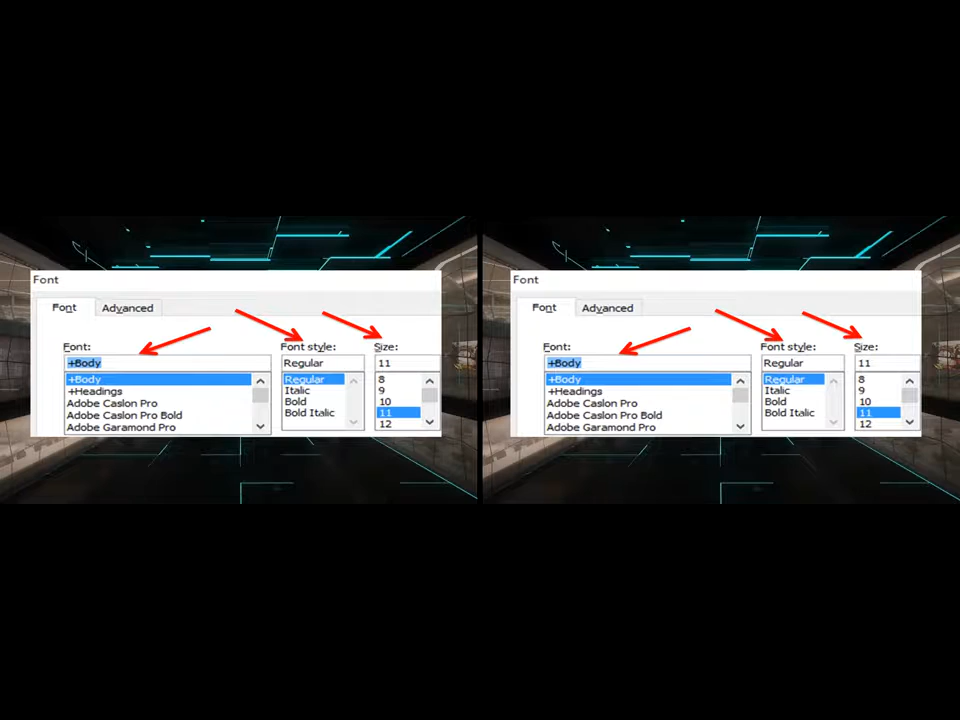 Font
Font Advanced
Font: Font style: Size:
+Body Regular 11
+Body Regular 8
+Headings Italic 9
Adobe Caslon Pro Bold 10
Adobe Caslon Pro Bold Bold Italic 11
Adobe Garamond Pro 12
Font
Font Advanced
Font: Font style: Size:
+Body Regular 11
+Body Regular 8
+Headings Italic 9
Adobe Caslon Pro Bold 10
Adobe Caslon Pro Bold Bold Italic 11
Adobe Garamond Pro 12